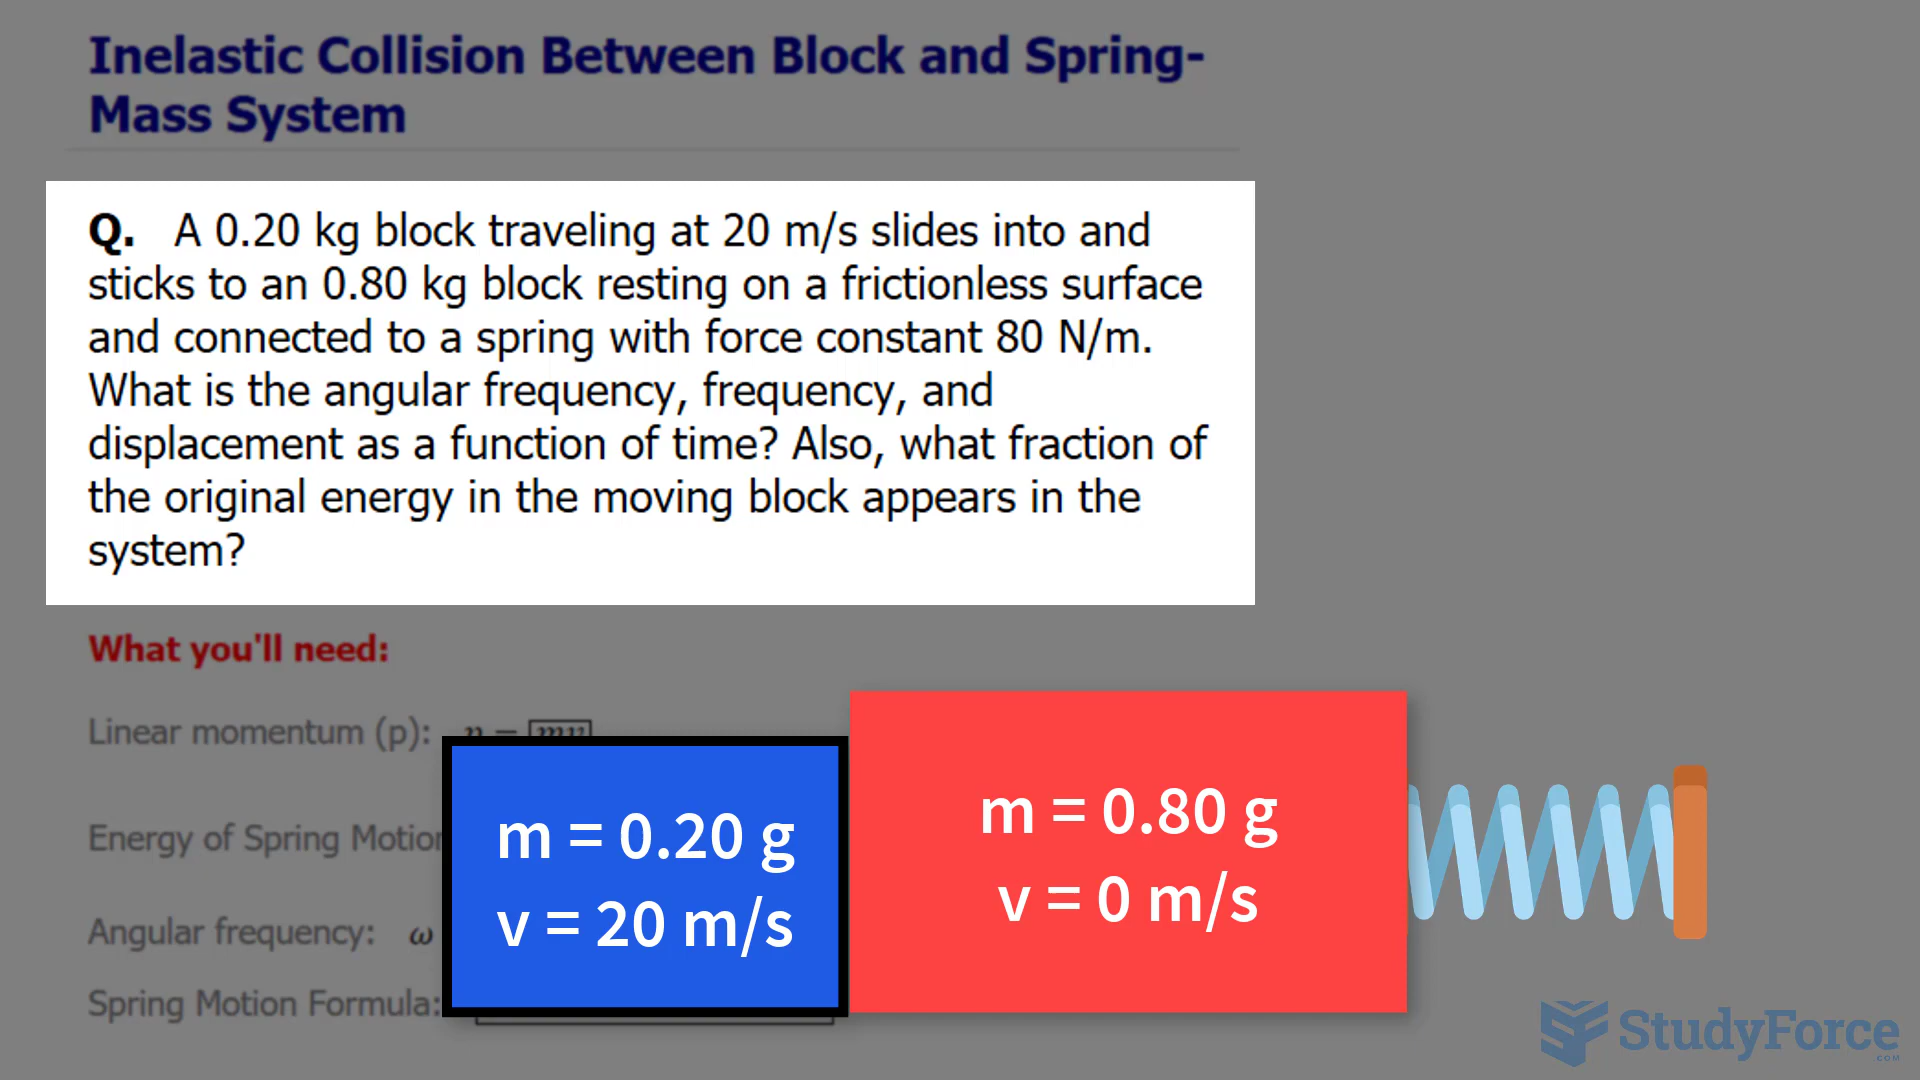 Inelastic Collision Between Block and Spring-
Mass System
Q. A 0.20 kg block traveling at 20 m/s slides into and
sticks to an 0.80 kg block resting on a frictionless surface
and connected to a spring with force constant 80 N/m.
What is the angular frequency, frequency, and
displacement as a function of time? Also, what fraction of
the original energy in the moving block appears in the
system?
What you'll need:
Linear momentum (p): p = mv
Energy of Spring Motion
Angular frequency: ω
Spring Motion Formula:
m = 0.20 g
v = 20 m/s
m = 0.80 g
v = 0 m/s
StudyForce
.COM